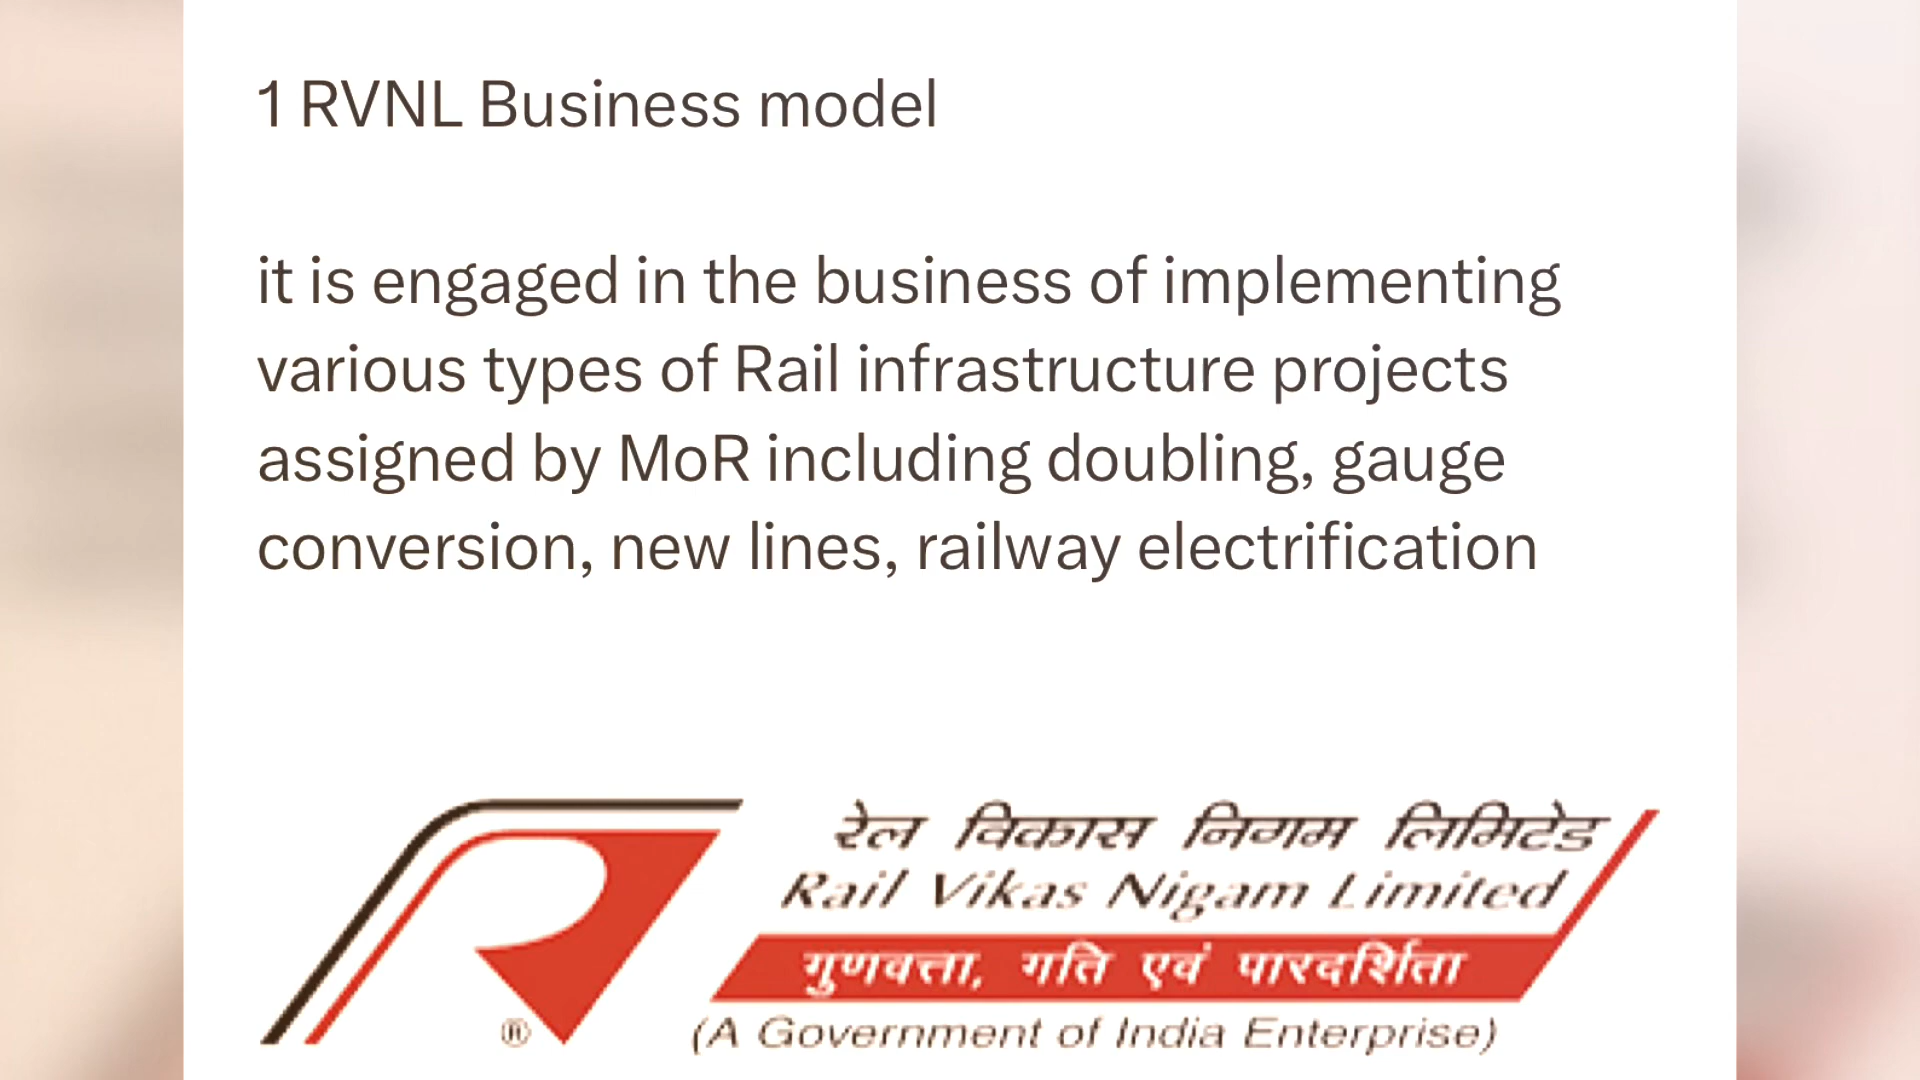 1 RVNL Business model
it is engaged in the business of implementing
various types of Rail infrastructure projects
assigned by MoR including doubling, gauge
conversion, new lines, railway electrification
रेल विकास निगम लिमिटेड
Rail Vikas Nigam Limited
गुणवत्ता, गति एवं पारदर्शिता
®
(A Government of India Enterprise)